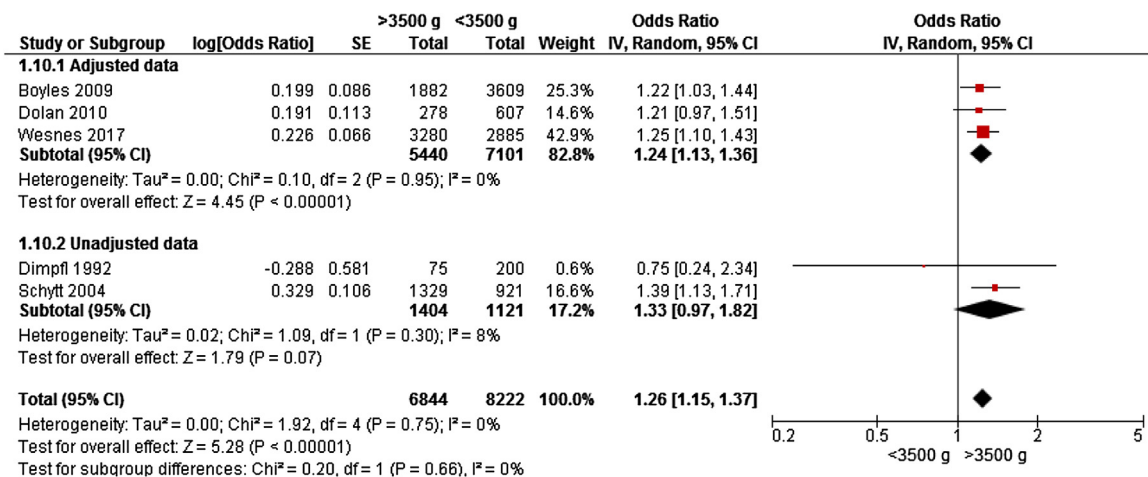 >3500 g <3500 g Odds Ratio Odds Ratio
Study or Subgroup log[Odds Ratio] SE Total Total Weight IV, Random, 95% CI IV, Random, 95% CI
1.10.1 Adjusted data
Boyles 2009 0.199 0.086 1882 3609 25.3% 1.22 [1.03, 1.44]
Dolan 2010 0.191 0.113 278 607 14.6% 1.21 [0.97, 1.51]
Wesnes 2017 0.226 0.066 3280 2885 42.9% 1.25 [1.10, 1.43]
Subtotal (95% CI) 5440 7101 82.8% 1.24 [1.13, 1.36]
Heterogeneity: Tau² = 0.00; Chi² = 0.10, df = 2 (P = 0.95); I² = 0%
Test for overall effect: Z = 4.45 (P < 0.00001)
1.10.2 Unadjusted data
Dimpfl 1992 -0.288 0.581 75 200 0.6% 0.75 [0.24, 2.34]
Schytt 2004 0.329 0.106 1329 921 16.6% 1.39 [1.13, 1.71]
Subtotal (95% CI) 1404 1121 17.2% 1.33 [0.97, 1.82]
Heterogeneity: Tau² = 0.02; Chi² = 1.09, df = 1 (P = 0.30); I² = 8%
Test for overall effect: Z = 1.79 (P = 0.07)
Total (95% CI) 6844 8222 100.0% 1.26 [1.15, 1.37]
Heterogeneity: Tau² = 0.00; Chi² = 1.92, df = 4 (P = 0.75); I² = 0%
Test for overall effect: Z = 5.28 (P < 0.00001)
Test for subgroup differences: Chi² = 0.20, df = 1 (P = 0.66), I² = 0%
0.2 0.5 1 2 5
<3500 g >3500 g